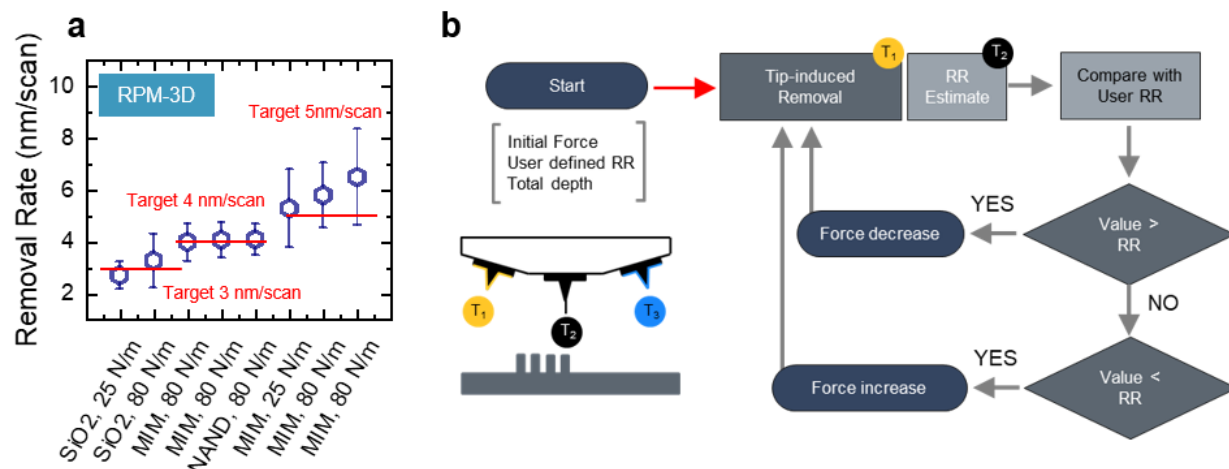 a
Removal Rate (nm/scan)
10
8
6
4
2
RPM-3D
Target 5nm/scan
Target 4 nm/scan
Target 3 nm/scan
SiO2, 25 N/m
SiO2, 80 N/m
MIM, 80 N/m
MIM, 80 N/m
NAND, 80 N/m
MIM, 25 N/m
MIM, 80 N/m
MIM, 80 N/m
b
Start
Initial Force
User defined RR
Total depth
T1
T2
T3
Tip-induced
Removal
T1
RR
Estimate
T2
Compare with
User RR
Value >
RR
YES
Force decrease
NO
Value <
RR
YES
Force increase